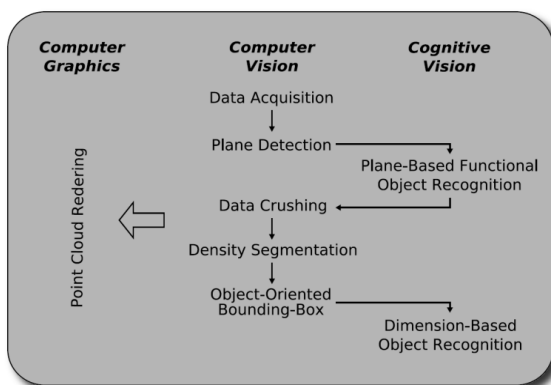 Computer
Graphics
Computer
Vision
Cognitive
Vision
Data Acquisition
Plane Detection
Plane-Based Functional
Object Recognition
Data Crushing
Density Segmentation
Object-Oriented
Bounding-Box
Dimension-Based
Object Recognition
Point Cloud Redering